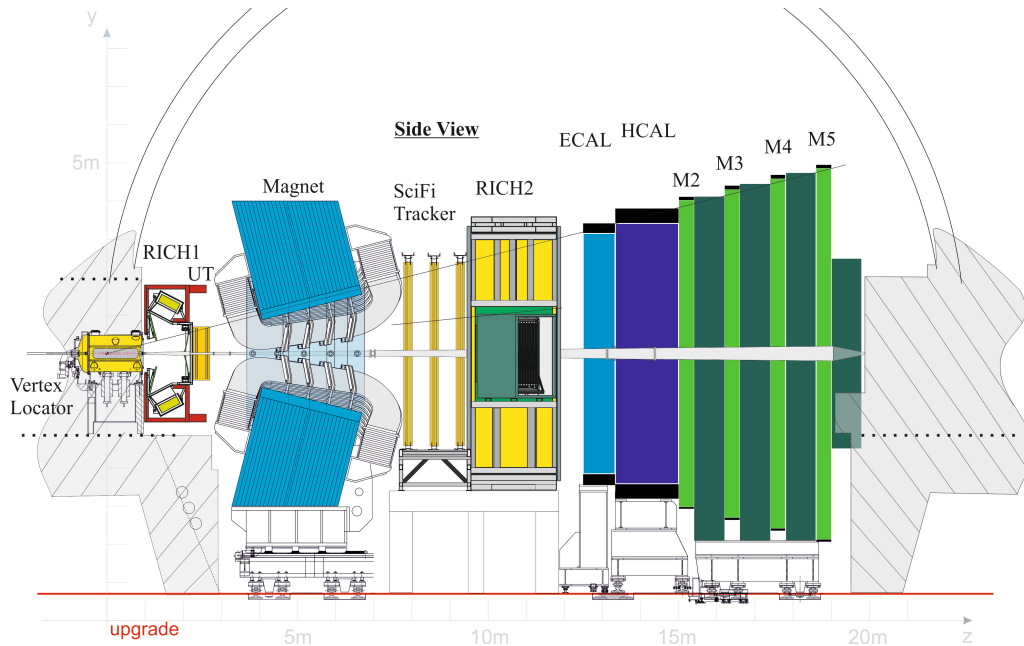 y
Side View
ECAL
HCAL
M5
M4
M3
M2
5m
Magnet
SciFi
Tracker
RICH2
RICH1
UT
Vertex
Locator
upgrade
5m
10m
15m
20m
z